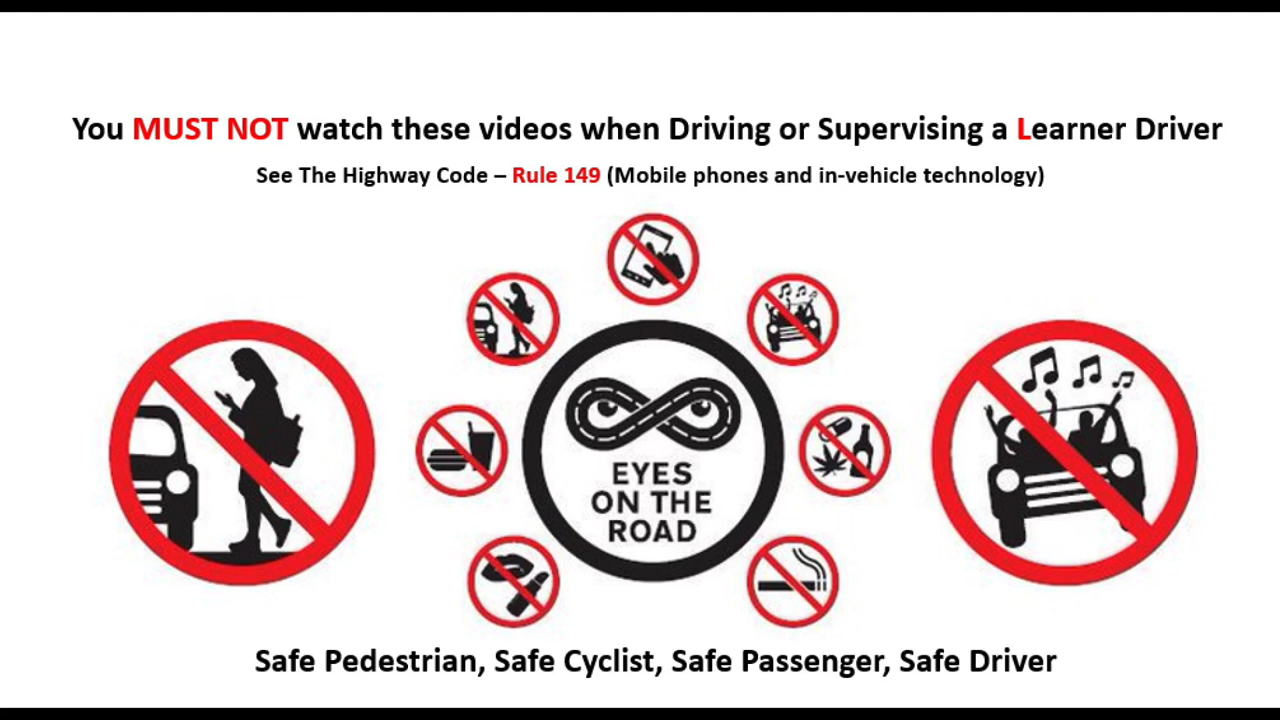 You MUST NOT watch these videos when Driving or Supervising a Learner Driver
See The Highway Code – Rule 149 (Mobile phones and in-vehicle technology)
EYES
ON THE
ROAD
Safe Pedestrian, Safe Cyclist, Safe Passenger, Safe Driver